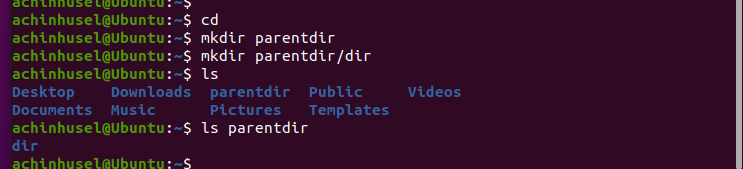 achinhusel@Ubuntu:~$
achinhusel@Ubuntu:~$ cd
achinhusel@Ubuntu:~$ mkdir parentdir
achinhusel@Ubuntu:~$ mkdir parentdir/dir
achinhusel@Ubuntu:~$ ls
Desktop    Downloads  parentdir  Public     Videos
Documents  Music      Pictures   Templates
achinhusel@Ubuntu:~$ ls parentdir
dir
achinhusel@Ubuntu:~$